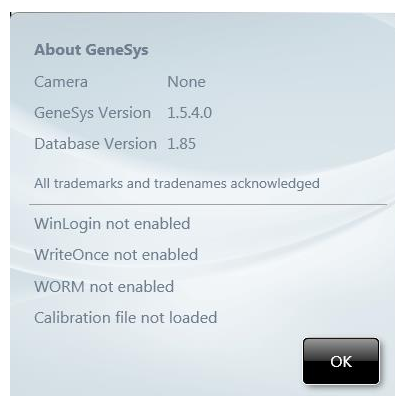 About GeneSys
Camera None
GeneSys Version 1.5.4.0
Database Version 1.85
All trademarks and tradenames acknowledged
WinLogin not enabled
WriteOnce not enabled
WORM not enabled
Calibration file not loaded
OK